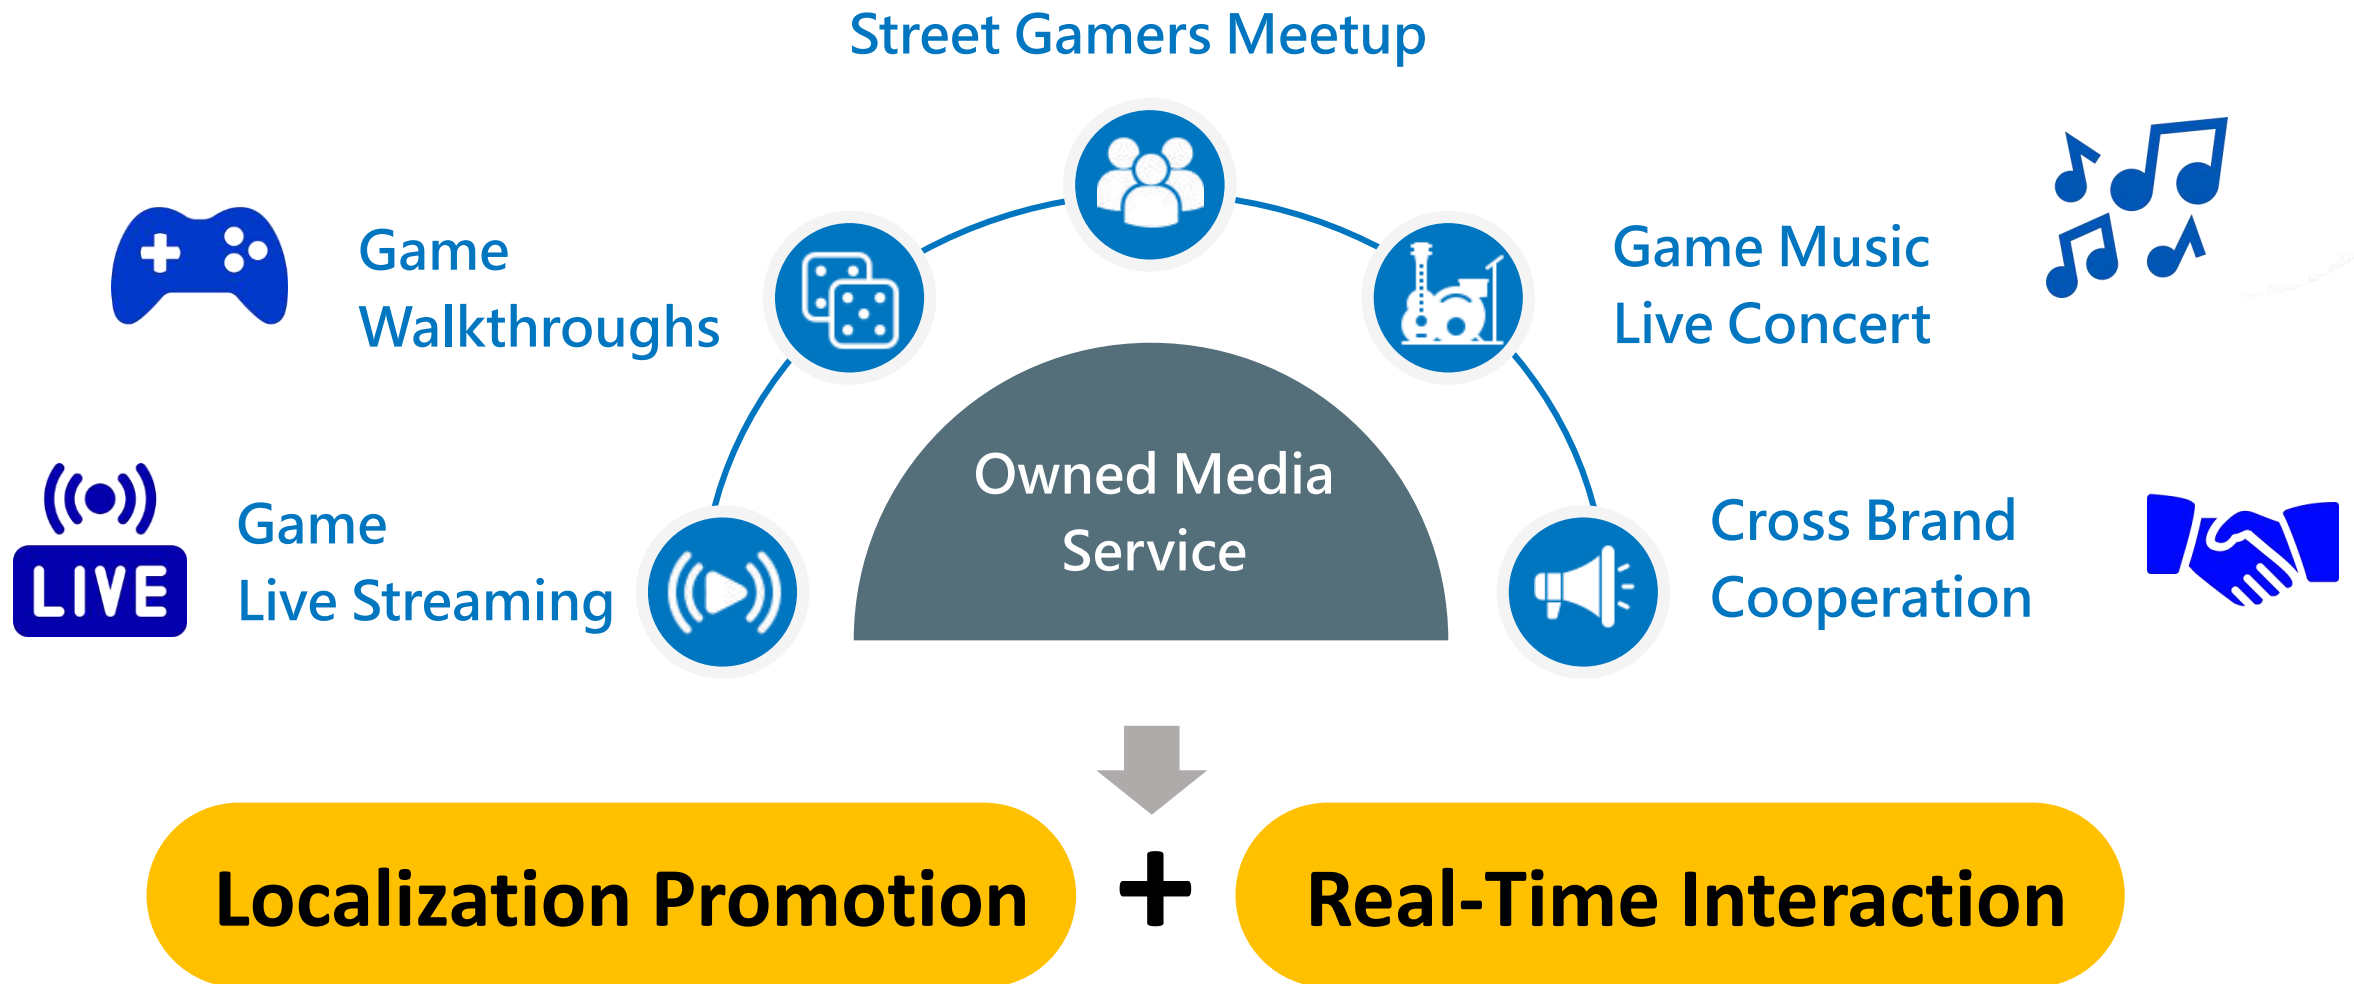 Street Gamers Meetup
Game
Walkthroughs
Game Music
Live Concert
LIVE
Game
Live Streaming
Owned Media
Service
Cross Brand
Cooperation
Localization Promotion + Real-Time Interaction